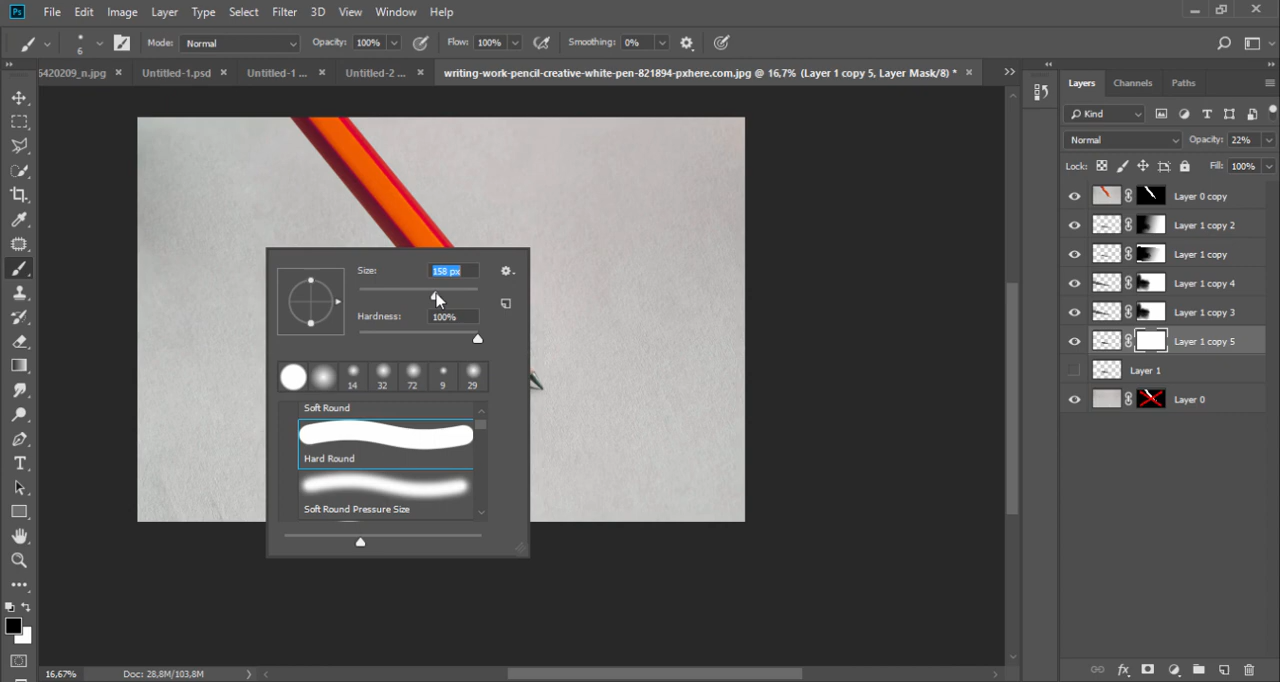 Ps File Edit Image Layer Type Select Filter 3D View Window Help
6 Mode: Normal Opacity: 100% Flow: 100% Smoothing: 0%
6420209_n.jpg × Untitled-1.psd × Untitled-1 ... × Untitled-2 ... × writing-work-pencil-creative-white-pen-821894-pxhere.com.jpg @ 16,7% (Layer 1 copy 5, Layer Mask/8) * ×
Layers Channels Paths
Kind
Normal Opacity: 22%
Lock: Fill: 100%
Layer 0 copy
Layer 1 copy 2
Layer 1 copy
Layer 1 copy 4
Layer 1 copy 3
Layer 1 copy 5
Layer 1
Layer 0
Size: 158 px
Hardness: 100%
14 32 72 9 29
Soft Round
Hard Round
Soft Round Pressure Size
16,67% Doc: 28,8M/103,8M